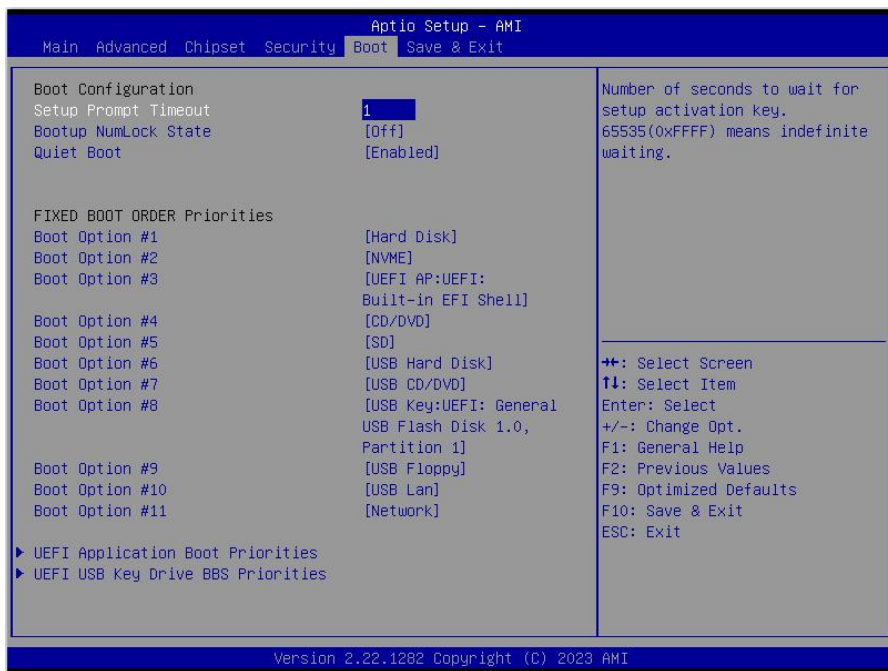 Aptio Setup - AMI
Main Advanced Chipset Security Boot Save & Exit
Boot Configuration
Setup Prompt Timeout 1
Bootup NumLock State [Off]
Quiet Boot [Enabled]
FIXED BOOT ORDER Priorities
Boot Option #1 [Hard Disk]
Boot Option #2 [NVME]
Boot Option #3 [UEFI AP:UEFI:
Built-in EFI Shell]
Boot Option #4 [CD/DVD]
Boot Option #5 [SD]
Boot Option #6 [USB Hard Disk]
Boot Option #7 [USB CD/DVD]
Boot Option #8 [USB Key:UEFI: General
USB Flash Disk 1.0,
Partition 1]
Boot Option #9 [USB Floppy]
Boot Option #10 [USB Lan]
Boot Option #11 [Network]
UEFI Application Boot Priorities
UEFI USB Key Drive BBS Priorities
Number of seconds to wait for
setup activation key.
65535(0xFFFF) means indefinite
waiting.
→←: Select Screen
↑↓: Select Item
Enter: Select
+/-: Change Opt.
F1: General Help
F2: Previous Values
F9: Optimized Defaults
F10: Save & Exit
ESC: Exit
Version 2.22.1282 Copyright (C) 2023 AMI